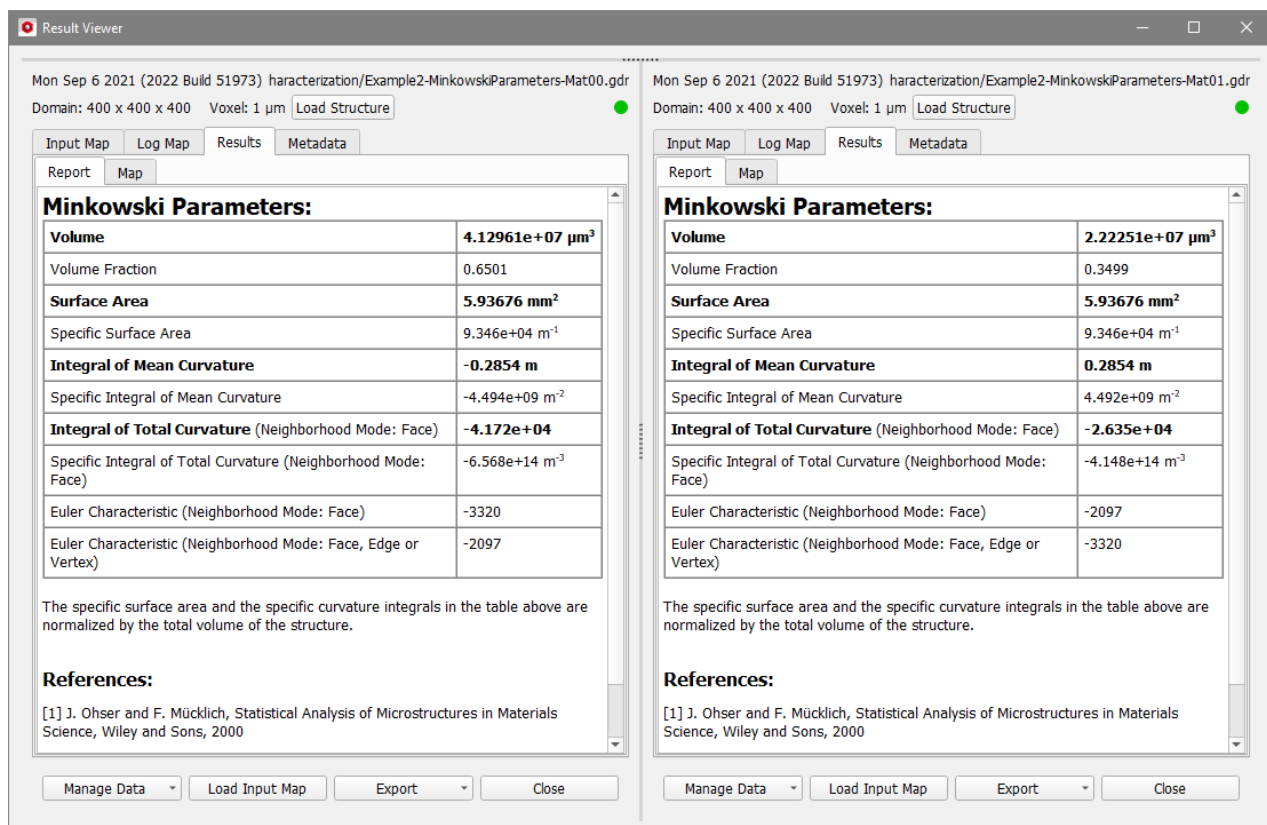 Result Viewer
Mon Sep 6 2021 (2022 Build 51973) haracterization/Example2-MinkowskiParameters-Mat00.gdr
Domain: 400 x 400 x 400 Voxel: 1 µm Load Structure
Input Map Log Map Results Metadata
Report Map
Minkowski Parameters:
Volume 4.12961e+07 µm³
Volume Fraction 0.6501
Surface Area 5.93676 mm²
Specific Surface Area 9.346e+04 m⁻¹
Integral of Mean Curvature -0.2854 m
Specific Integral of Mean Curvature -4.494e+09 m⁻²
Integral of Total Curvature (Neighborhood Mode: Face) -4.172e+04
Specific Integral of Total Curvature (Neighborhood Mode: -6.568e+14 m⁻³
Face)
Euler Characteristic (Neighborhood Mode: Face) -3320
Euler Characteristic (Neighborhood Mode: Face, Edge or -2097
Vertex)
The specific surface area and the specific curvature integrals in the table above are
normalized by the total volume of the structure.
References:
[1] J. Ohser and F. Mücklich, Statistical Analysis of Microstructures in Materials
Science, Wiley and Sons, 2000
Manage Data Load Input Map Export Close
Mon Sep 6 2021 (2022 Build 51973) haracterization/Example2-MinkowskiParameters-Mat01.gdr
Domain: 400 x 400 x 400 Voxel: 1 µm Load Structure
Input Map Log Map Results Metadata
Report Map
Minkowski Parameters:
Volume 2.22251e+07 µm³
Volume Fraction 0.3499
Surface Area 5.93676 mm²
Specific Surface Area 9.346e+04 m⁻¹
Integral of Mean Curvature 0.2854 m
Specific Integral of Mean Curvature 4.492e+09 m⁻²
Integral of Total Curvature (Neighborhood Mode: Face) -2.635e+04
Specific Integral of Total Curvature (Neighborhood Mode: -4.148e+14 m⁻³
Face)
Euler Characteristic (Neighborhood Mode: Face) -2097
Euler Characteristic (Neighborhood Mode: Face, Edge or -3320
Vertex)
The specific surface area and the specific curvature integrals in the table above are
normalized by the total volume of the structure.
References:
[1] J. Ohser and F. Mücklich, Statistical Analysis of Microstructures in Materials
Science, Wiley and Sons, 2000
Manage Data Load Input Map Export Close